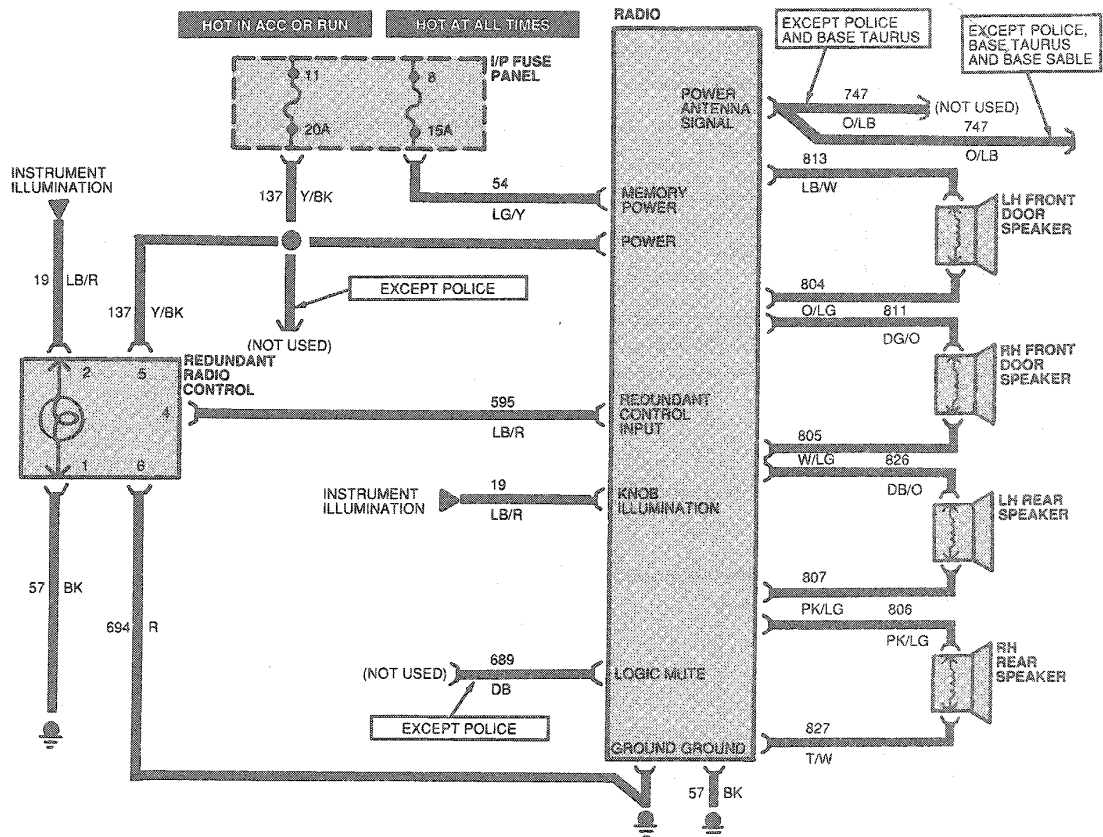 RADIO
HOT IN ACC OR RUN
HOT AT ALL TIMES
EXCEPT POLICE
AND BASE TAURUS
EXCEPT POLICE,
BASE TAURUS
AND BASE SABLE
I/P FUSE
PANEL
11
20A
8
15A
POWER
ANTENNA
SIGNAL
747
O/LB
(NOT USED)
747
O/LB
INSTRUMENT
ILLUMINATION
137
Y/BK
54
LG/Y
MEMORY
POWER
813
LB/W
LH FRONT
DOOR
SPEAKER
POWER
19
LB/R
137
Y/BK
EXCEPT POLICE
(NOT USED)
804
O/LG
811
DG/O
RH FRONT
DOOR
SPEAKER
REDUNDANT
RADIO
CONTROL
2
5
4
1
6
595
LB/R
REDUNDANT
CONTROL
INPUT
805
W/LG
826
DB/O
LH REAR
SPEAKER
INSTRUMENT
ILLUMINATION
19
LB/R
KNOB
ILLUMINATION
57
BK
694
R
807
PK/LG
806
PK/LG
RH
REAR
SPEAKER
(NOT USED)
689
DB
LOGIC MUTE
EXCEPT POLICE
827
T/W
GROUND GROUND
57
BK